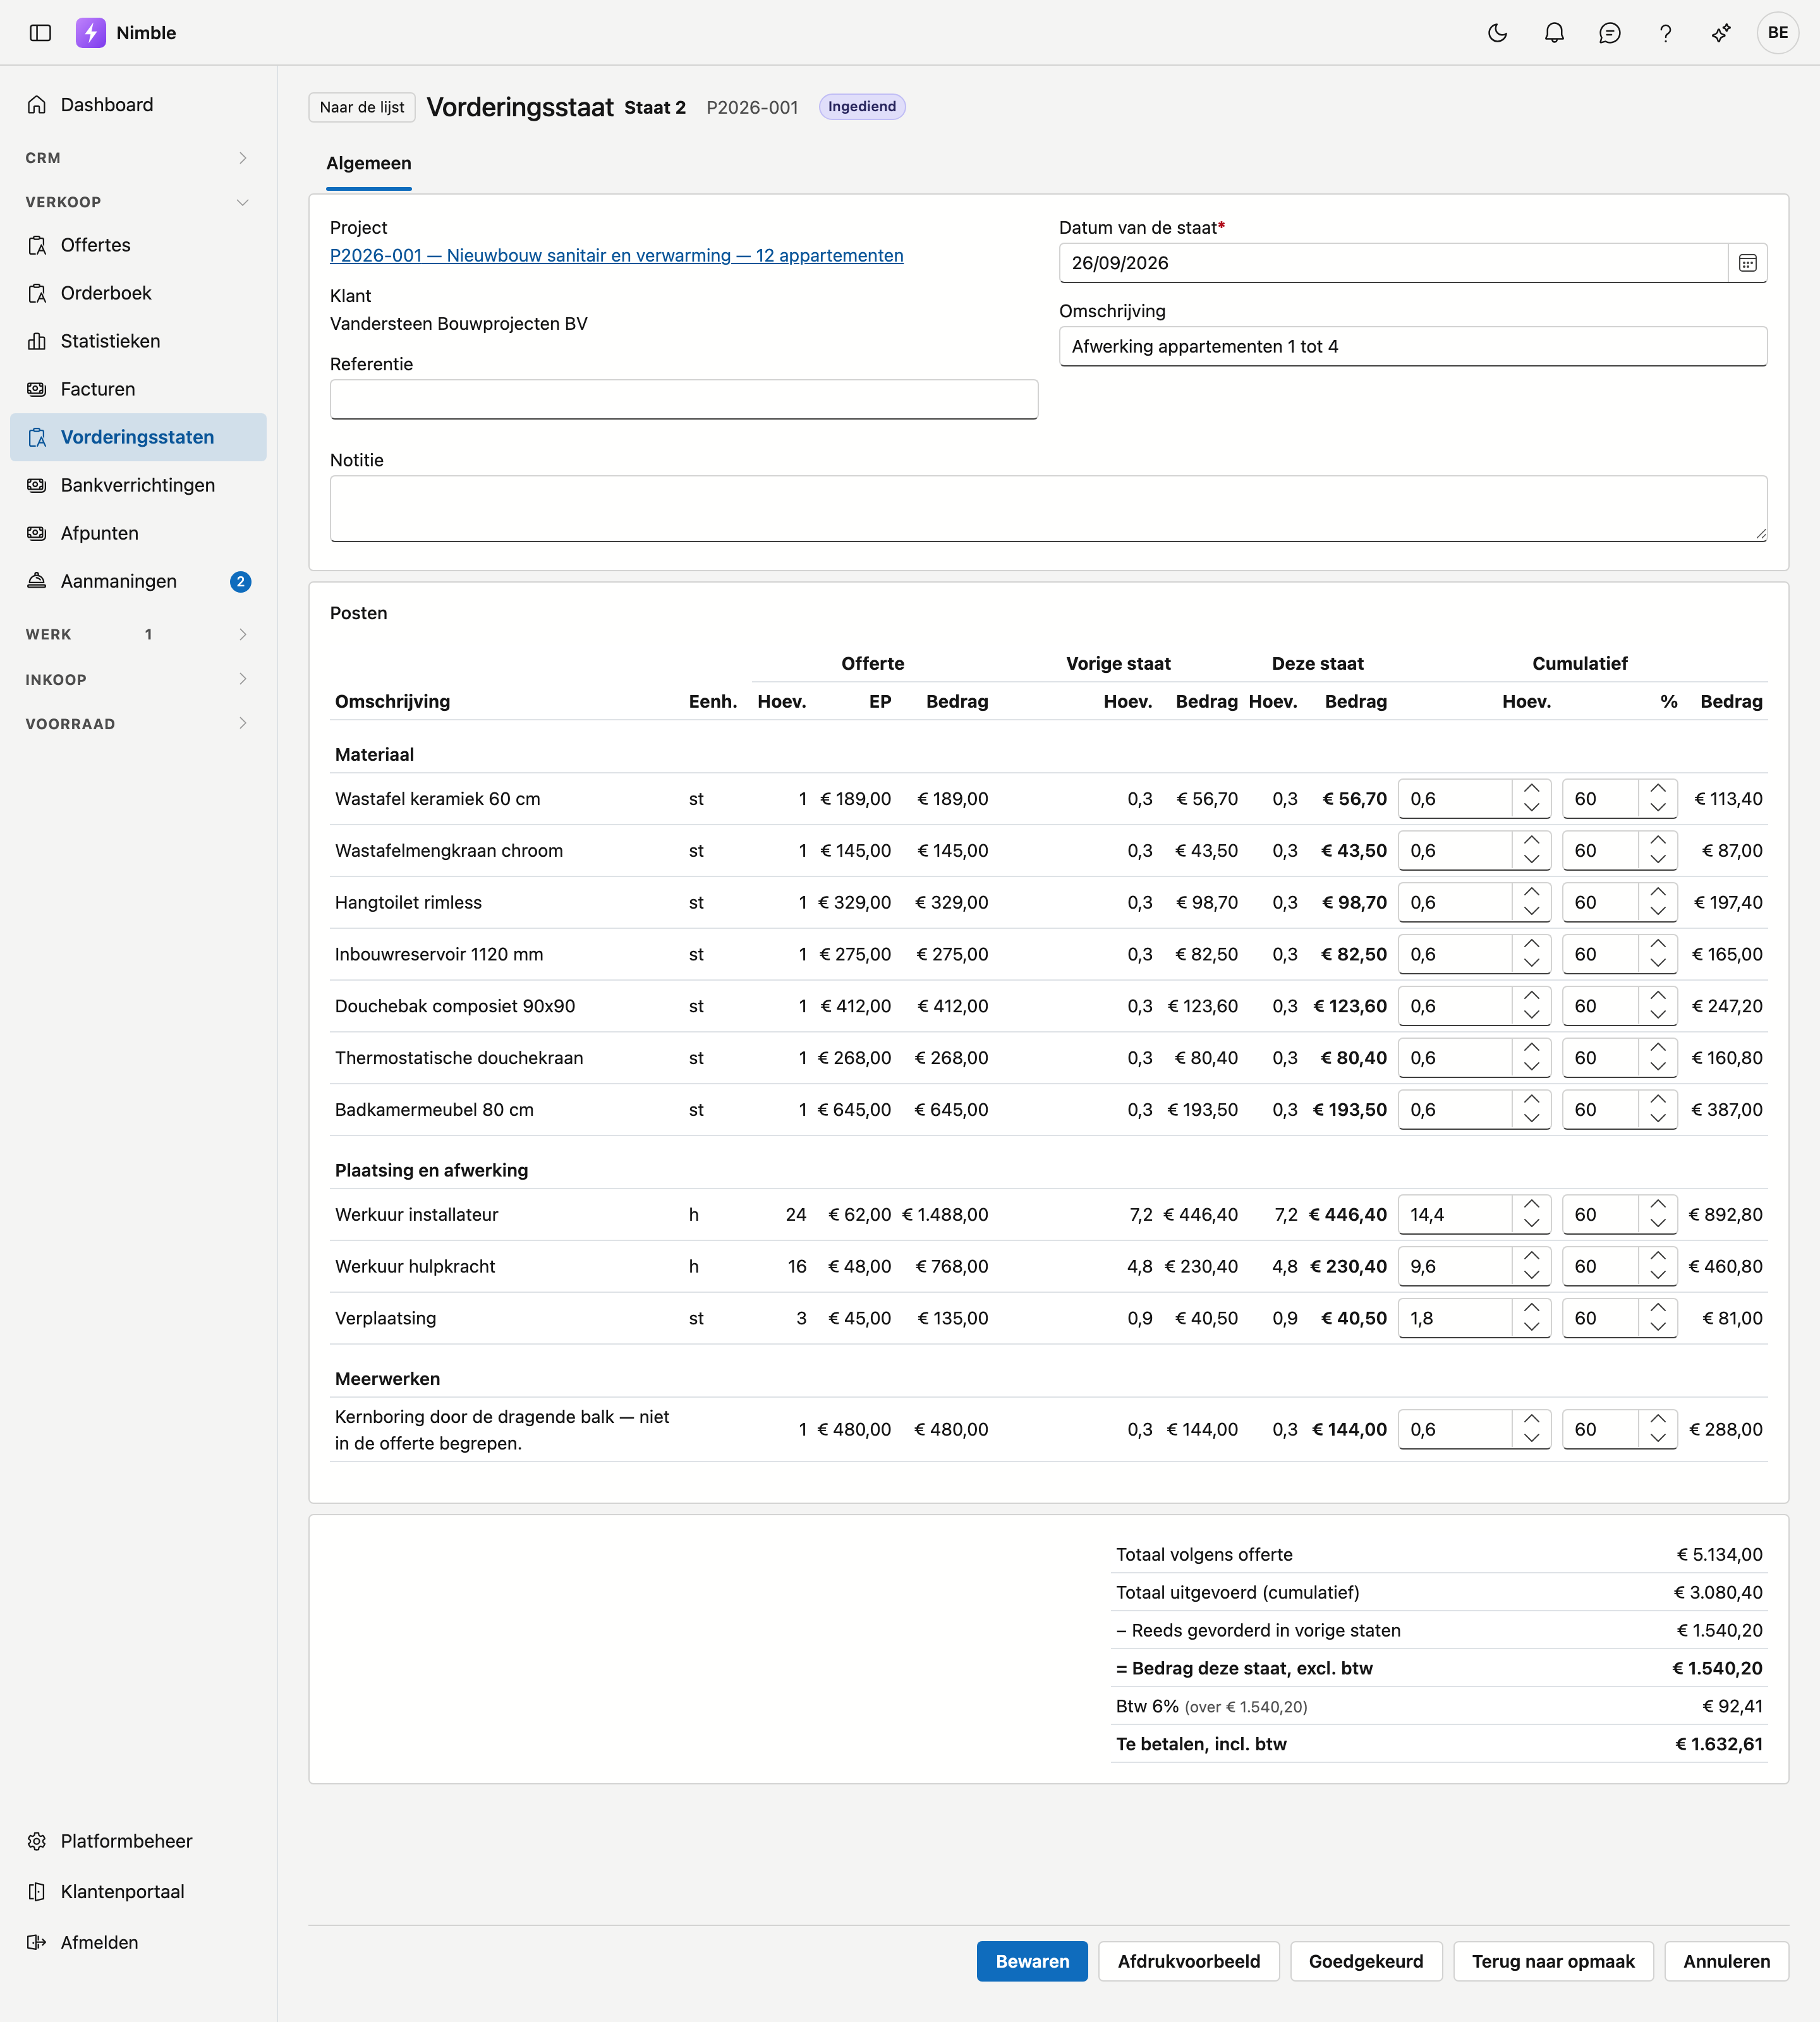 Nimble
BE
Dashboard
CRM
VERKOOP
Offertes
Orderboek
Statistieken
Facturen
Vorderingsstaten
Bankverrichtingen
Afpunten
Aanmaningen 2
WERK 1
INKOOP
VOORRAAD
Platformbeheer
Klantenportaal
Afmelden
Naar de lijst Vorderingsstaat Staat 2 P2026-001 Ingediend
Algemeen
Project
P2026-001 — Nieuwbouw sanitair en verwarming — 12 appartementen
Klant
Vandersteen Bouwprojecten BV
Referentie
Datum van de staat*
26/09/2026
Omschrijving
Afwerking appartementen 1 tot 4
Notitie
Posten
Offerte Vorige staat Deze staat Cumulatief
Omschrijving Eenh. Hoev. EP Bedrag Hoev. Bedrag Hoev. Bedrag Hoev. % Bedrag
Materiaal
Wastafel keramiek 60 cm st 1 € 189,00 € 189,00 0,3 € 56,70 0,3 € 56,70 0,6 60 € 113,40
Wastafelmengkraan chroom st 1 € 145,00 € 145,00 0,3 € 43,50 0,3 € 43,50 0,6 60 € 87,00
Hangtoilet rimless st 1 € 329,00 € 329,00 0,3 € 98,70 0,3 € 98,70 0,6 60 € 197,40
Inbouwreservoir 1120 mm st 1 € 275,00 € 275,00 0,3 € 82,50 0,3 € 82,50 0,6 60 € 165,00
Douchebak composiet 90x90 st 1 € 412,00 € 412,00 0,3 € 123,60 0,3 € 123,60 0,6 60 € 247,20
Thermostatische douchekraan st 1 € 268,00 € 268,00 0,3 € 80,40 0,3 € 80,40 0,6 60 € 160,80
Badkamermeubel 80 cm st 1 € 645,00 € 645,00 0,3 € 193,50 0,3 € 193,50 0,6 60 € 387,00
Plaatsing en afwerking
Werkuur installateur h 24 € 62,00 € 1.488,00 7,2 € 446,40 7,2 € 446,40 14,4 60 € 892,80
Werkuur hulpkracht h 16 € 48,00 € 768,00 4,8 € 230,40 4,8 € 230,40 9,6 60 € 460,80
Verplaatsing st 3 € 45,00 € 135,00 0,9 € 40,50 0,9 € 40,50 1,8 60 € 81,00
Meerwerken
Kernboring door de dragende balk — niet
in de offerte begrepen. 1 € 480,00 € 480,00 0,3 € 144,00 0,3 € 144,00 0,6 60 € 288,00
Totaal volgens offerte € 5.134,00
Totaal uitgevoerd (cumulatief) € 3.080,40
– Reeds gevorderd in vorige staten € 1.540,20
= Bedrag deze staat, excl. btw € 1.540,20
Btw 6% (over € 1.540,20) € 92,41
Te betalen, incl. btw € 1.632,61
Bewaren Afdrukvoorbeeld Goedgekeurd Terug naar opmaak Annuleren